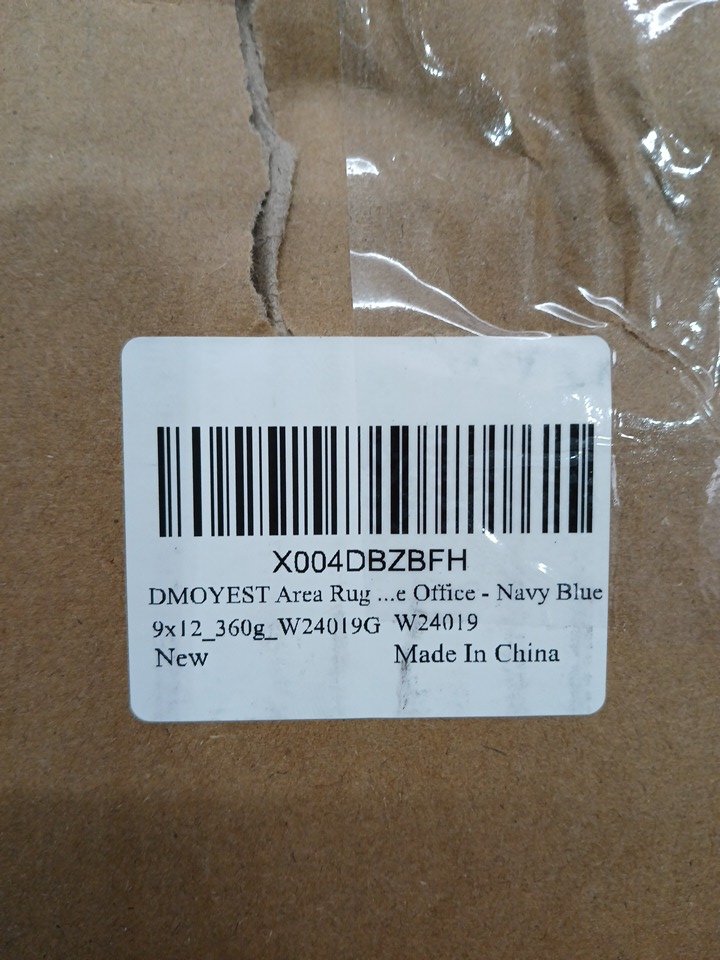 X004DBZBFH
DMOYEST Area Rug ...e Office - Navy Blue
9x12_360g_W24019G W24019
New Made In China